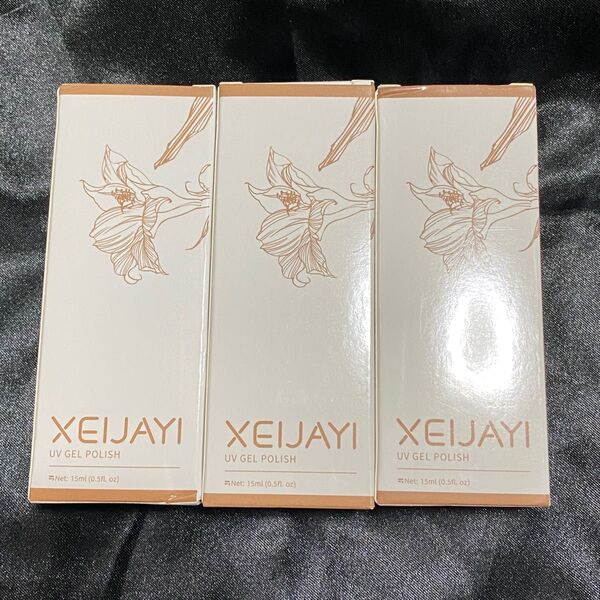 XEIJAYI
UV GEL POLISH
Net: 15ml (0.5fl. oz)
XEIJAYI
UV GEL POLISH
Net: 15ml (0.5fl. oz)
XEIJAYI
UV GEL POLISH
Net: 15ml (0.5fl. oz)